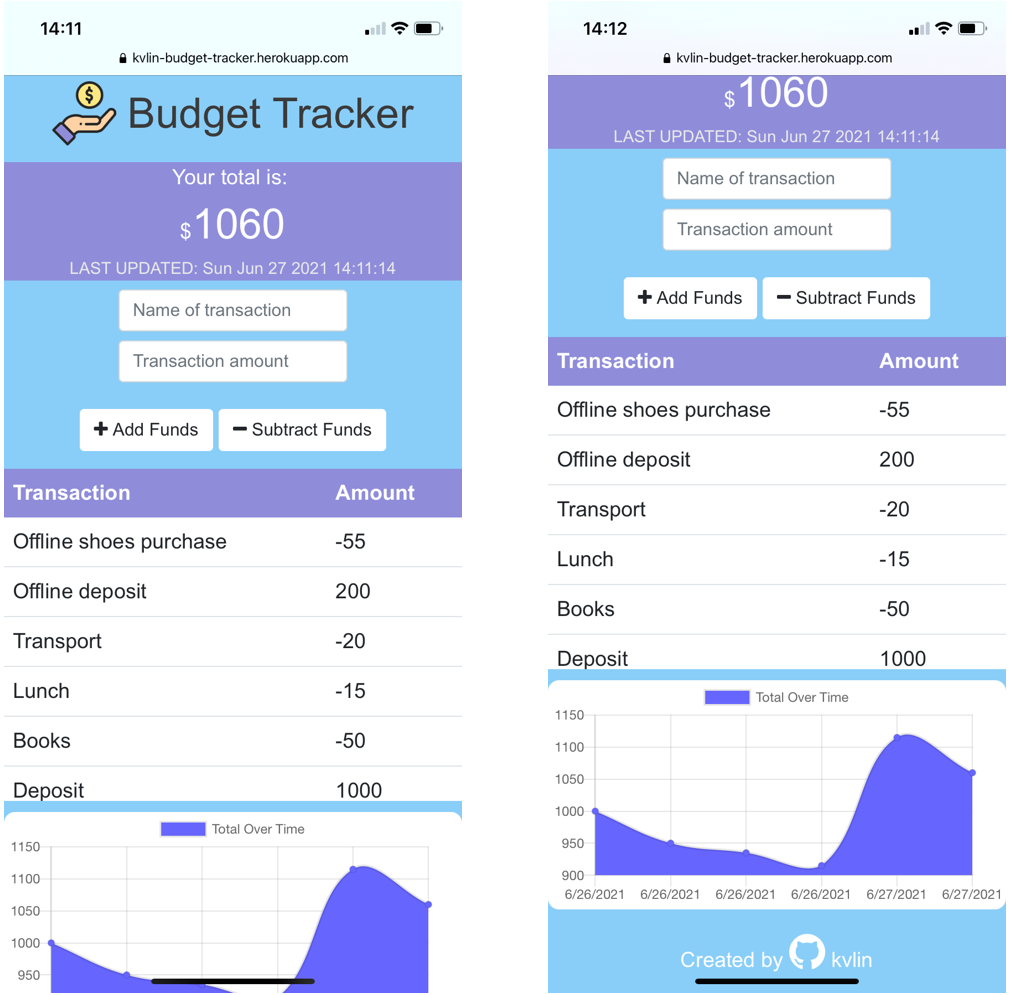 14:11
kvlin-budget-tracker.herokuapp.com
Budget Tracker
Your total is:
$1060
LAST UPDATED: Sun Jun 27 2021 14:11:14
Name of transaction
Transaction amount
Add Funds Subtract Funds
Transaction Amount
Offline shoes purchase -55
Offline deposit 200
Transport -20
Lunch -15
Books -50
Deposit 1000
Total Over Time
1150
1100
1050
1000
950
14:12
kvlin-budget-tracker.herokuapp.com
$1060
LAST UPDATED: Sun Jun 27 2021 14:11:14
Name of transaction
Transaction amount
Add Funds Subtract Funds
Transaction Amount
Offline shoes purchase -55
Offline deposit 200
Transport -20
Lunch -15
Books -50
Deposit 1000
Total Over Time
1150
1100
1050
1000
950
900
6/26/2021 6/26/2021 6/26/2021 6/26/2021 6/27/2021 6/27/2021
Created by kvlin